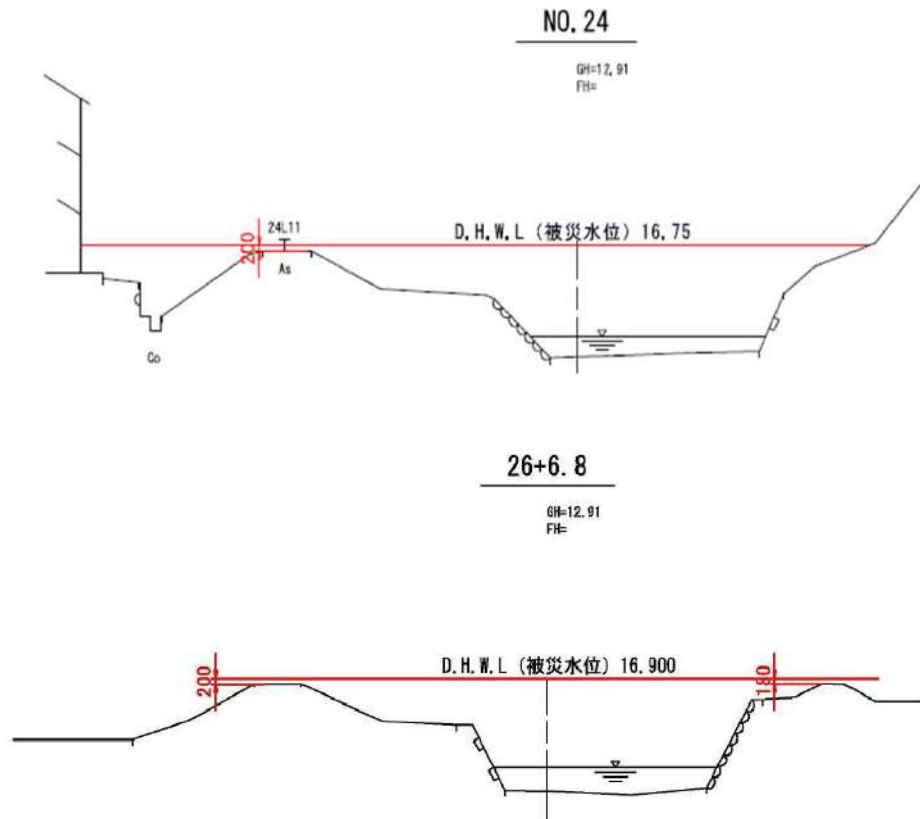 NO.24
GH=12,91
FH=
24L11
D.H.W.L (被災水位) 16.75
200
As
Co
26+6.8
GH=12.91
FH=
D.H.W.L (被災水位) 16.900
200
180